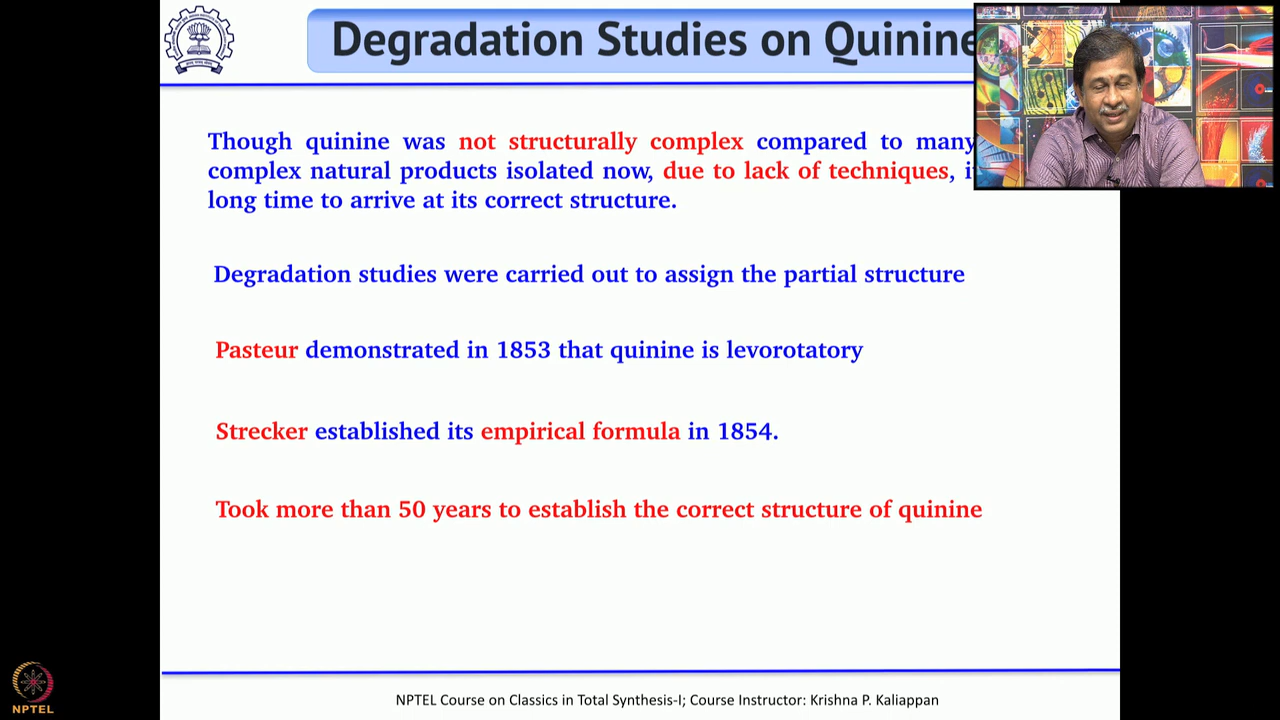 Degradation Studies on Quinine
Though quinine was not structurally complex compared to many
complex natural products isolated now, due to lack of techniques,
long time to arrive at its correct structure.
Degradation studies were carried out to assign the partial structure
Pasteur demonstrated in 1853 that quinine is levorotatory
Strecker established its empirical formula in 1854.
Took more than 50 years to establish the correct structure of quinine
NPTEL Course on Classics in Total Synthesis-I; Course Instructor: Krishna P. Kaliappan
NPTEL